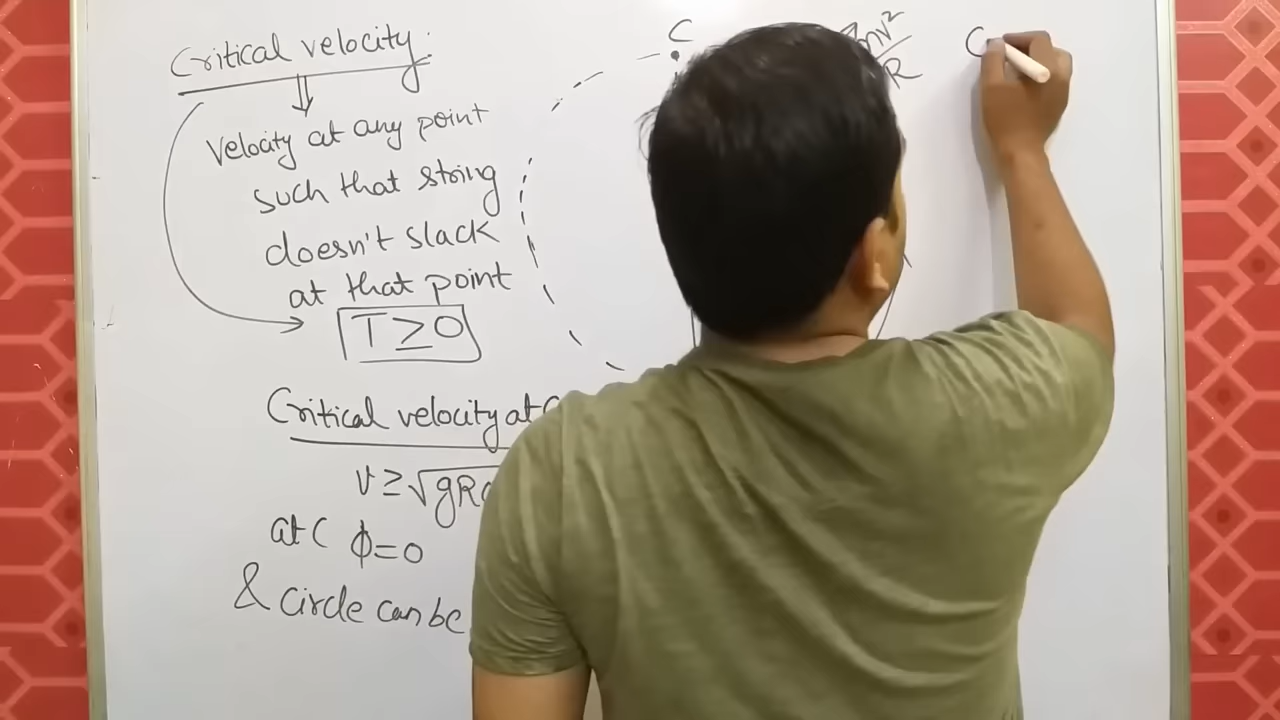 Critical velocity:
Velocity at any point
such that string
doesn't slack
at that point
T≥0
Critical velocity at C
v≥√gRc
at C ϕ=0
& circle can be
C
mv²
R
C